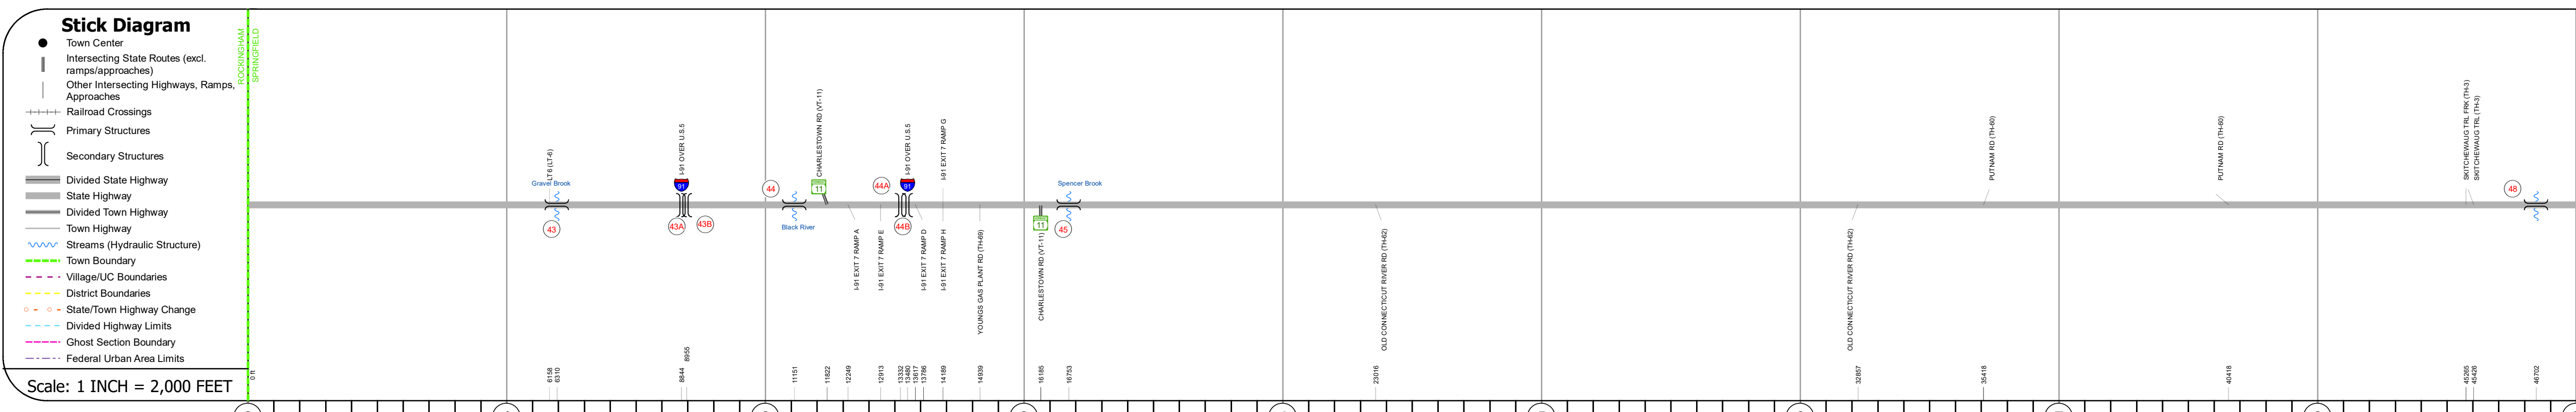 Stick Diagram
Town Center
Intersecting State Routes (excl.
ramps/approaches)
Other Intersecting Highways, Ramps,
Approaches
Railroad Crossings
Primary Structures
Secondary Structures
Divided State Highway
State Highway
Divided Town Highway
Town Highway
Streams (Hydraulic Structure)
Town Boundary
Village/UC Boundaries
District Boundaries
State/Town Highway Change
Divided Highway Limits
Ghost Section Boundary
Federal Urban Area Limits
Scale: 1 INCH = 2,000 FEET
ROCKINGHAM
SPRINGFIELD
LT6 (LT-6)
Gravel Brook
43
I-91 OVER U.S.5
91
43A
43B
44
Black River
CHARLESTOWN RD (VT-11)
11
I-91 EXIT 7 RAMP A
44A
I-91 EXIT 7 RAMP E
I-91 OVER U.S.5
91
44B
I-91 EXIT 7 RAMP D
I-91 EXIT 7 RAMP G
I-91 EXIT 7 RAMP H
YOUNGS GAS PLANT RD (TH-69)
11
CHARLESTOWN RD (VT-11)
Spencer Brook
45
OLD CONNECTICUT RIVER RD (TH-62)
OLD CONNECTICUT RIVER RD (TH-62)
PUTNAM RD (TH-60)
PUTNAM RD (TH-60)
SKITCHEWAUG TRL FRK (TH-3)
SKITCHEWAUG TRL (TH-3)
48
0 ft
6158
6310
8844
8955
11151
11822
12249
12913
13332
13480
13617
13786
14189
14939
16185
16753
23016
32857
35418
40418
45265
45426
46702